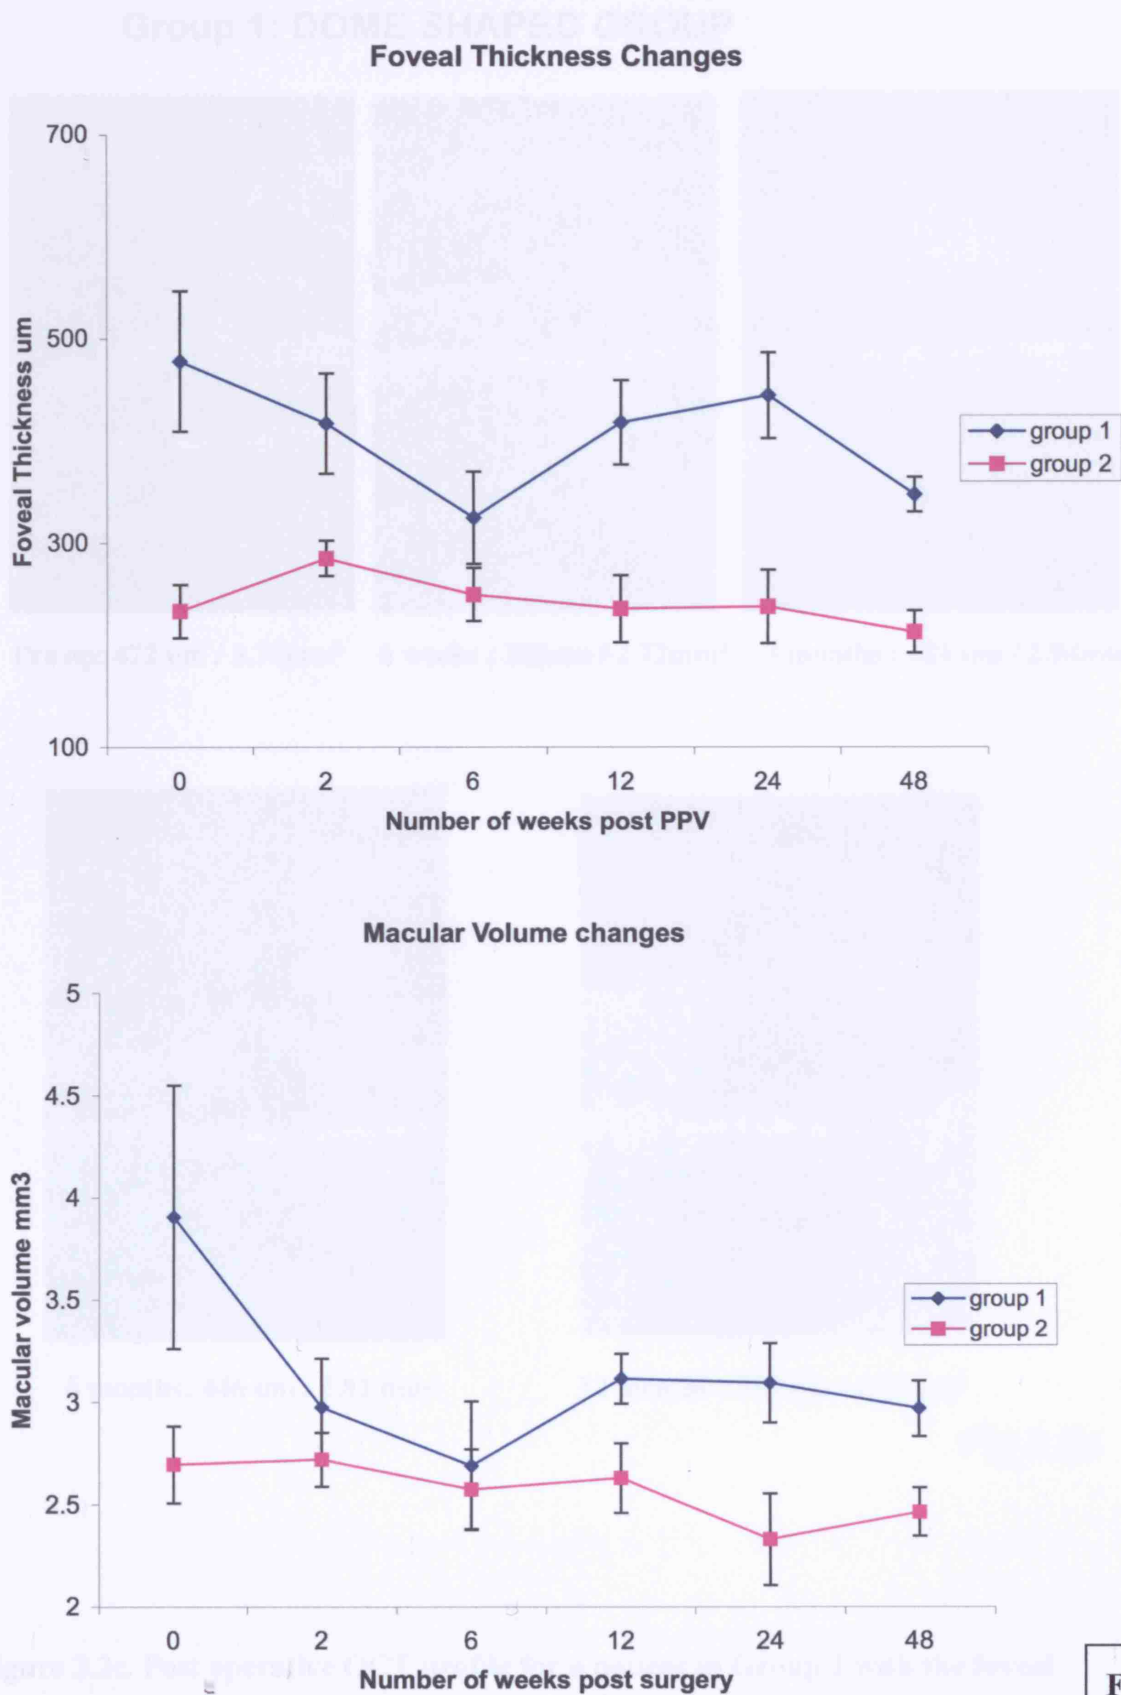 Group 1: DOME SHAPED GROUP
Foveal Thickness Changes
700
500
300
100
Foveal Thickness um
group 1
group 2
0 2 6 12 24 48
Number of weeks post PPV
Macular Volume changes
5
4.5
4
3.5
3
2.5
2
Macular volume mm3
group 1
group 2
0 2 6 12 24 48
Number of weeks post surgery